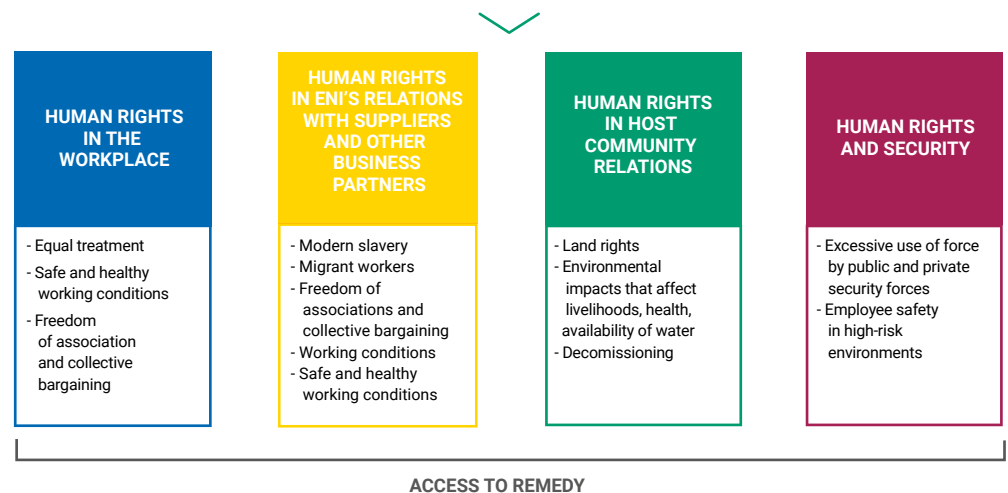 HUMAN RIGHTS
IN THE
WORKPLACE
- Equal treatment
- Safe and healthy
working conditions
- Freedom
of association
and collective
bargaining
HUMAN RIGHTS
IN ENI'S RELATIONS
WITH SUPPLIERS
AND OTHER
BUSINESS
PARTNERS
- Modern slavery
- Migrant workers
- Freedom of
associations and
collective bargaining
- Working conditions
- Safe and healthy
working conditions
HUMAN RIGHTS
IN HOST
COMMUNITY
RELATIONS
- Land rights
- Environmental
impacts that affect
livelihoods, health,
availability of water
- Decomissioning
HUMAN RIGHTS
AND SECURITY
- Excessive use of force
by public and private
security forces
- Employee safety
in high-risk
environments
ACCESS TO REMEDY